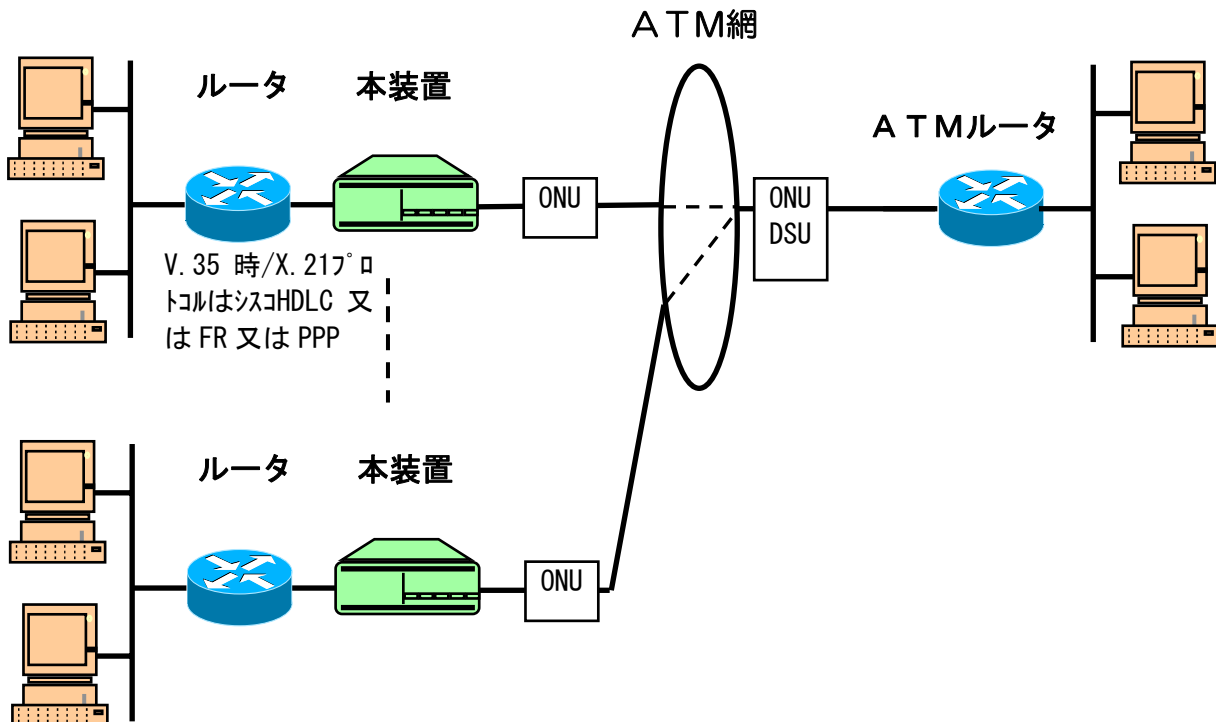 ATM網
ルータ 本装置
ATMルータ
ONU
ONU
DSU
V.35 時/X.21プロ
トコルはシスコHDLC 又
は FR 又は PPP
ルータ 本装置
ONU